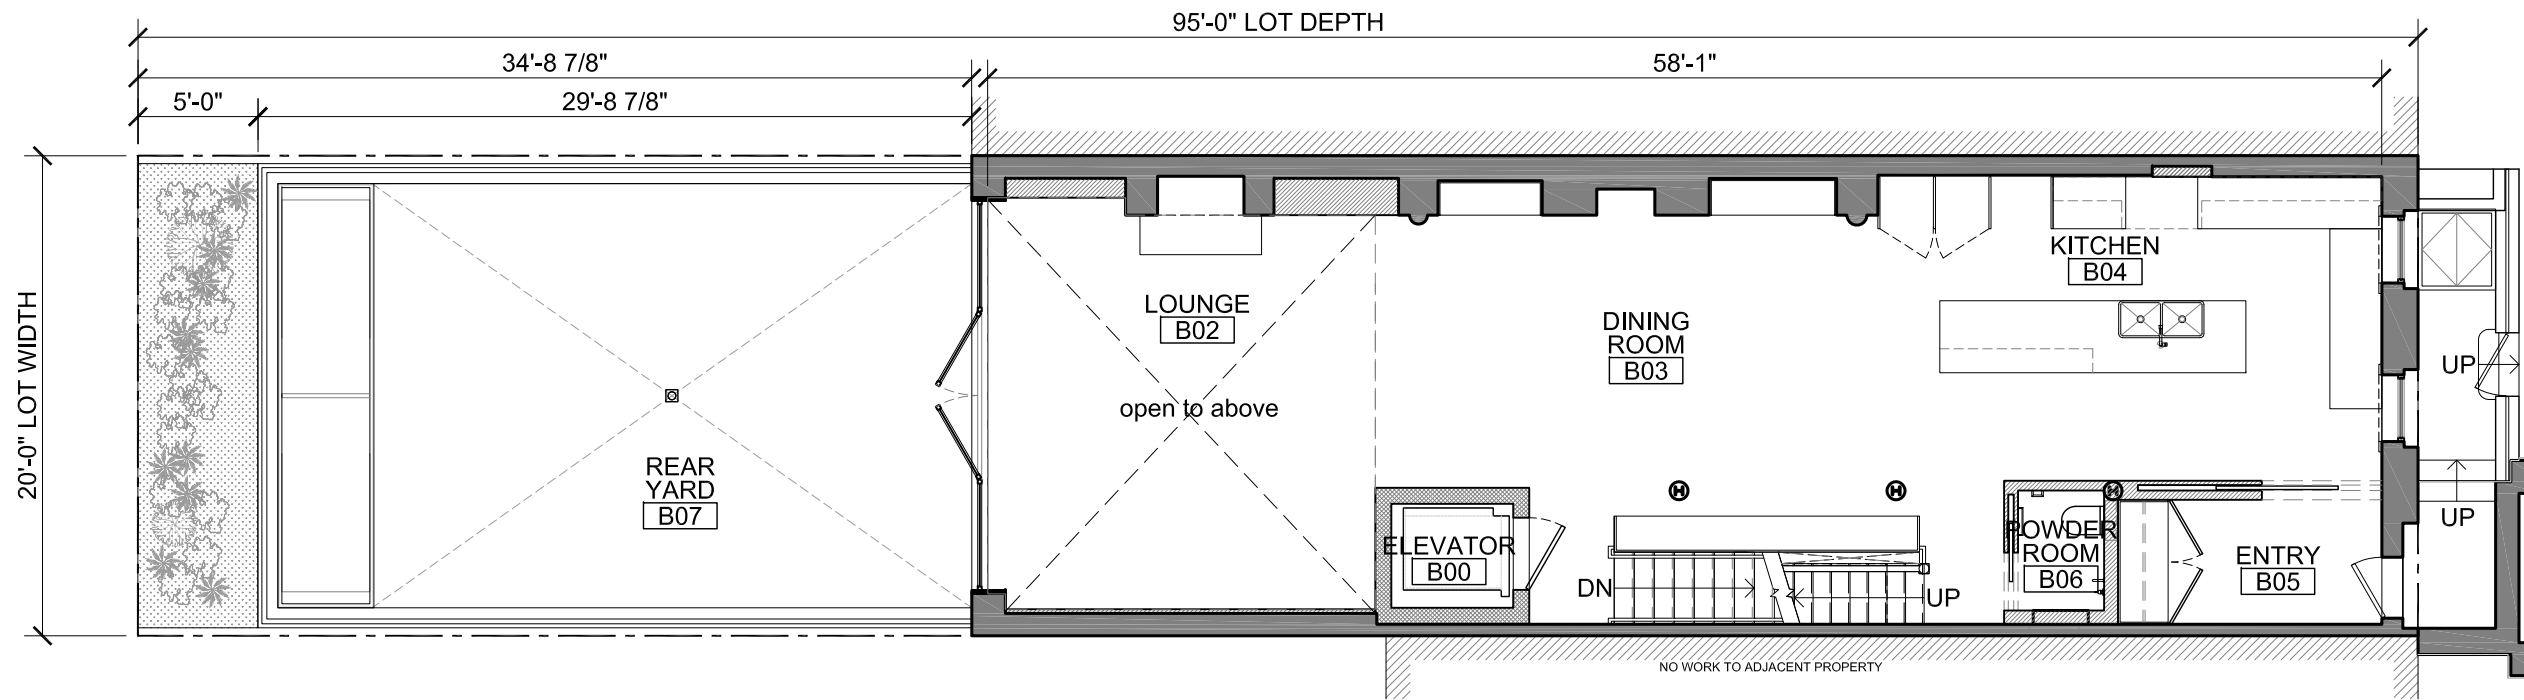 95'-0" LOT DEPTH
34'-8 7/8"
58'-1"
5'-0"
29'-8 7/8"
20'-0" LOT WIDTH
KITCHEN
B04
LOUNGE
B02
DINING
ROOM
B03
UP
open to above
REAR
YARD
B07
UP
ELEVATOR
B00
POWDER
ROOM
B06
ENTRY
B05
DN
UP
NO WORK TO ADJACENT PROPERTY